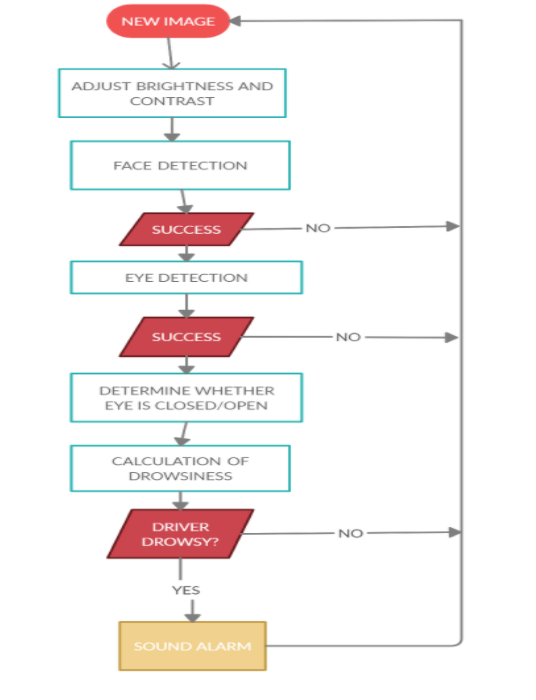 NEW IMAGE
ADJUST BRIGHTNESS AND
CONTRAST
FACE DETECTION
SUCCESS
NO
EYE DETECTION
SUCCESS
NO
DETERMINE WHETHER
EYE IS CLOSED/OPEN
CALCULATION OF
DROWSINESS
DRIVER
DROWSY?
NO
YES
SOUND ALARM